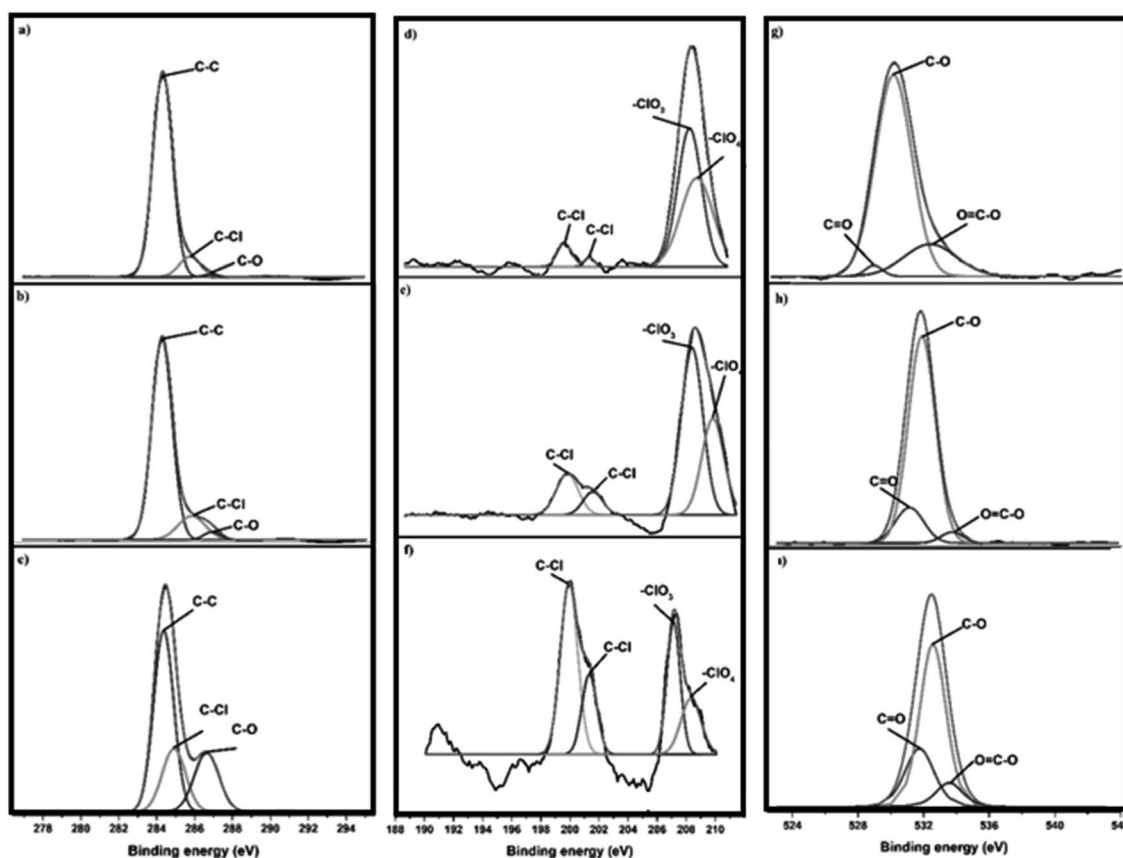 a)
C-C
C-Cl
C-O
b)
C-C
C-Cl
C-O
c)
C-C
C-Cl
C-O
278 280 282 284 286 288 290 292 294
Binding energy (eV)
d)
-ClO₃
-ClO₄
C-Cl
C-Cl
e)
-ClO₃
-ClO
C-Cl
C-Cl
f)
C-Cl
-ClO₃
C-Cl
-ClO₄
188 190 192 194 196 198 200 202 204 206 208 210
Binding energy (eV)
g)
C-O
C=O
O=C-O
h)
C-O
C=O
O=C-O
ı)
C-O
C=O
O=C-O
524 528 532 536 540 54
Binding energy (eV)